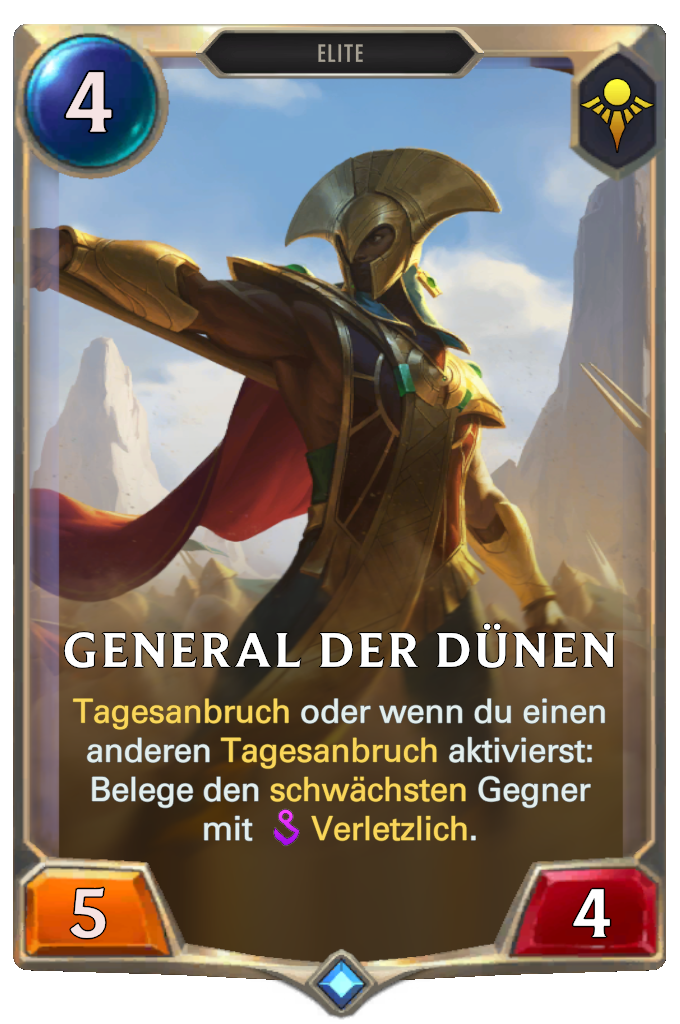 4
ELITE
GENERAL DER DÜNEN
Tagesanbruch oder wenn du einen
anderen Tagesanbruch aktivierst:
Belege den schwächsten Gegner
mit Verletzlich.
5
4